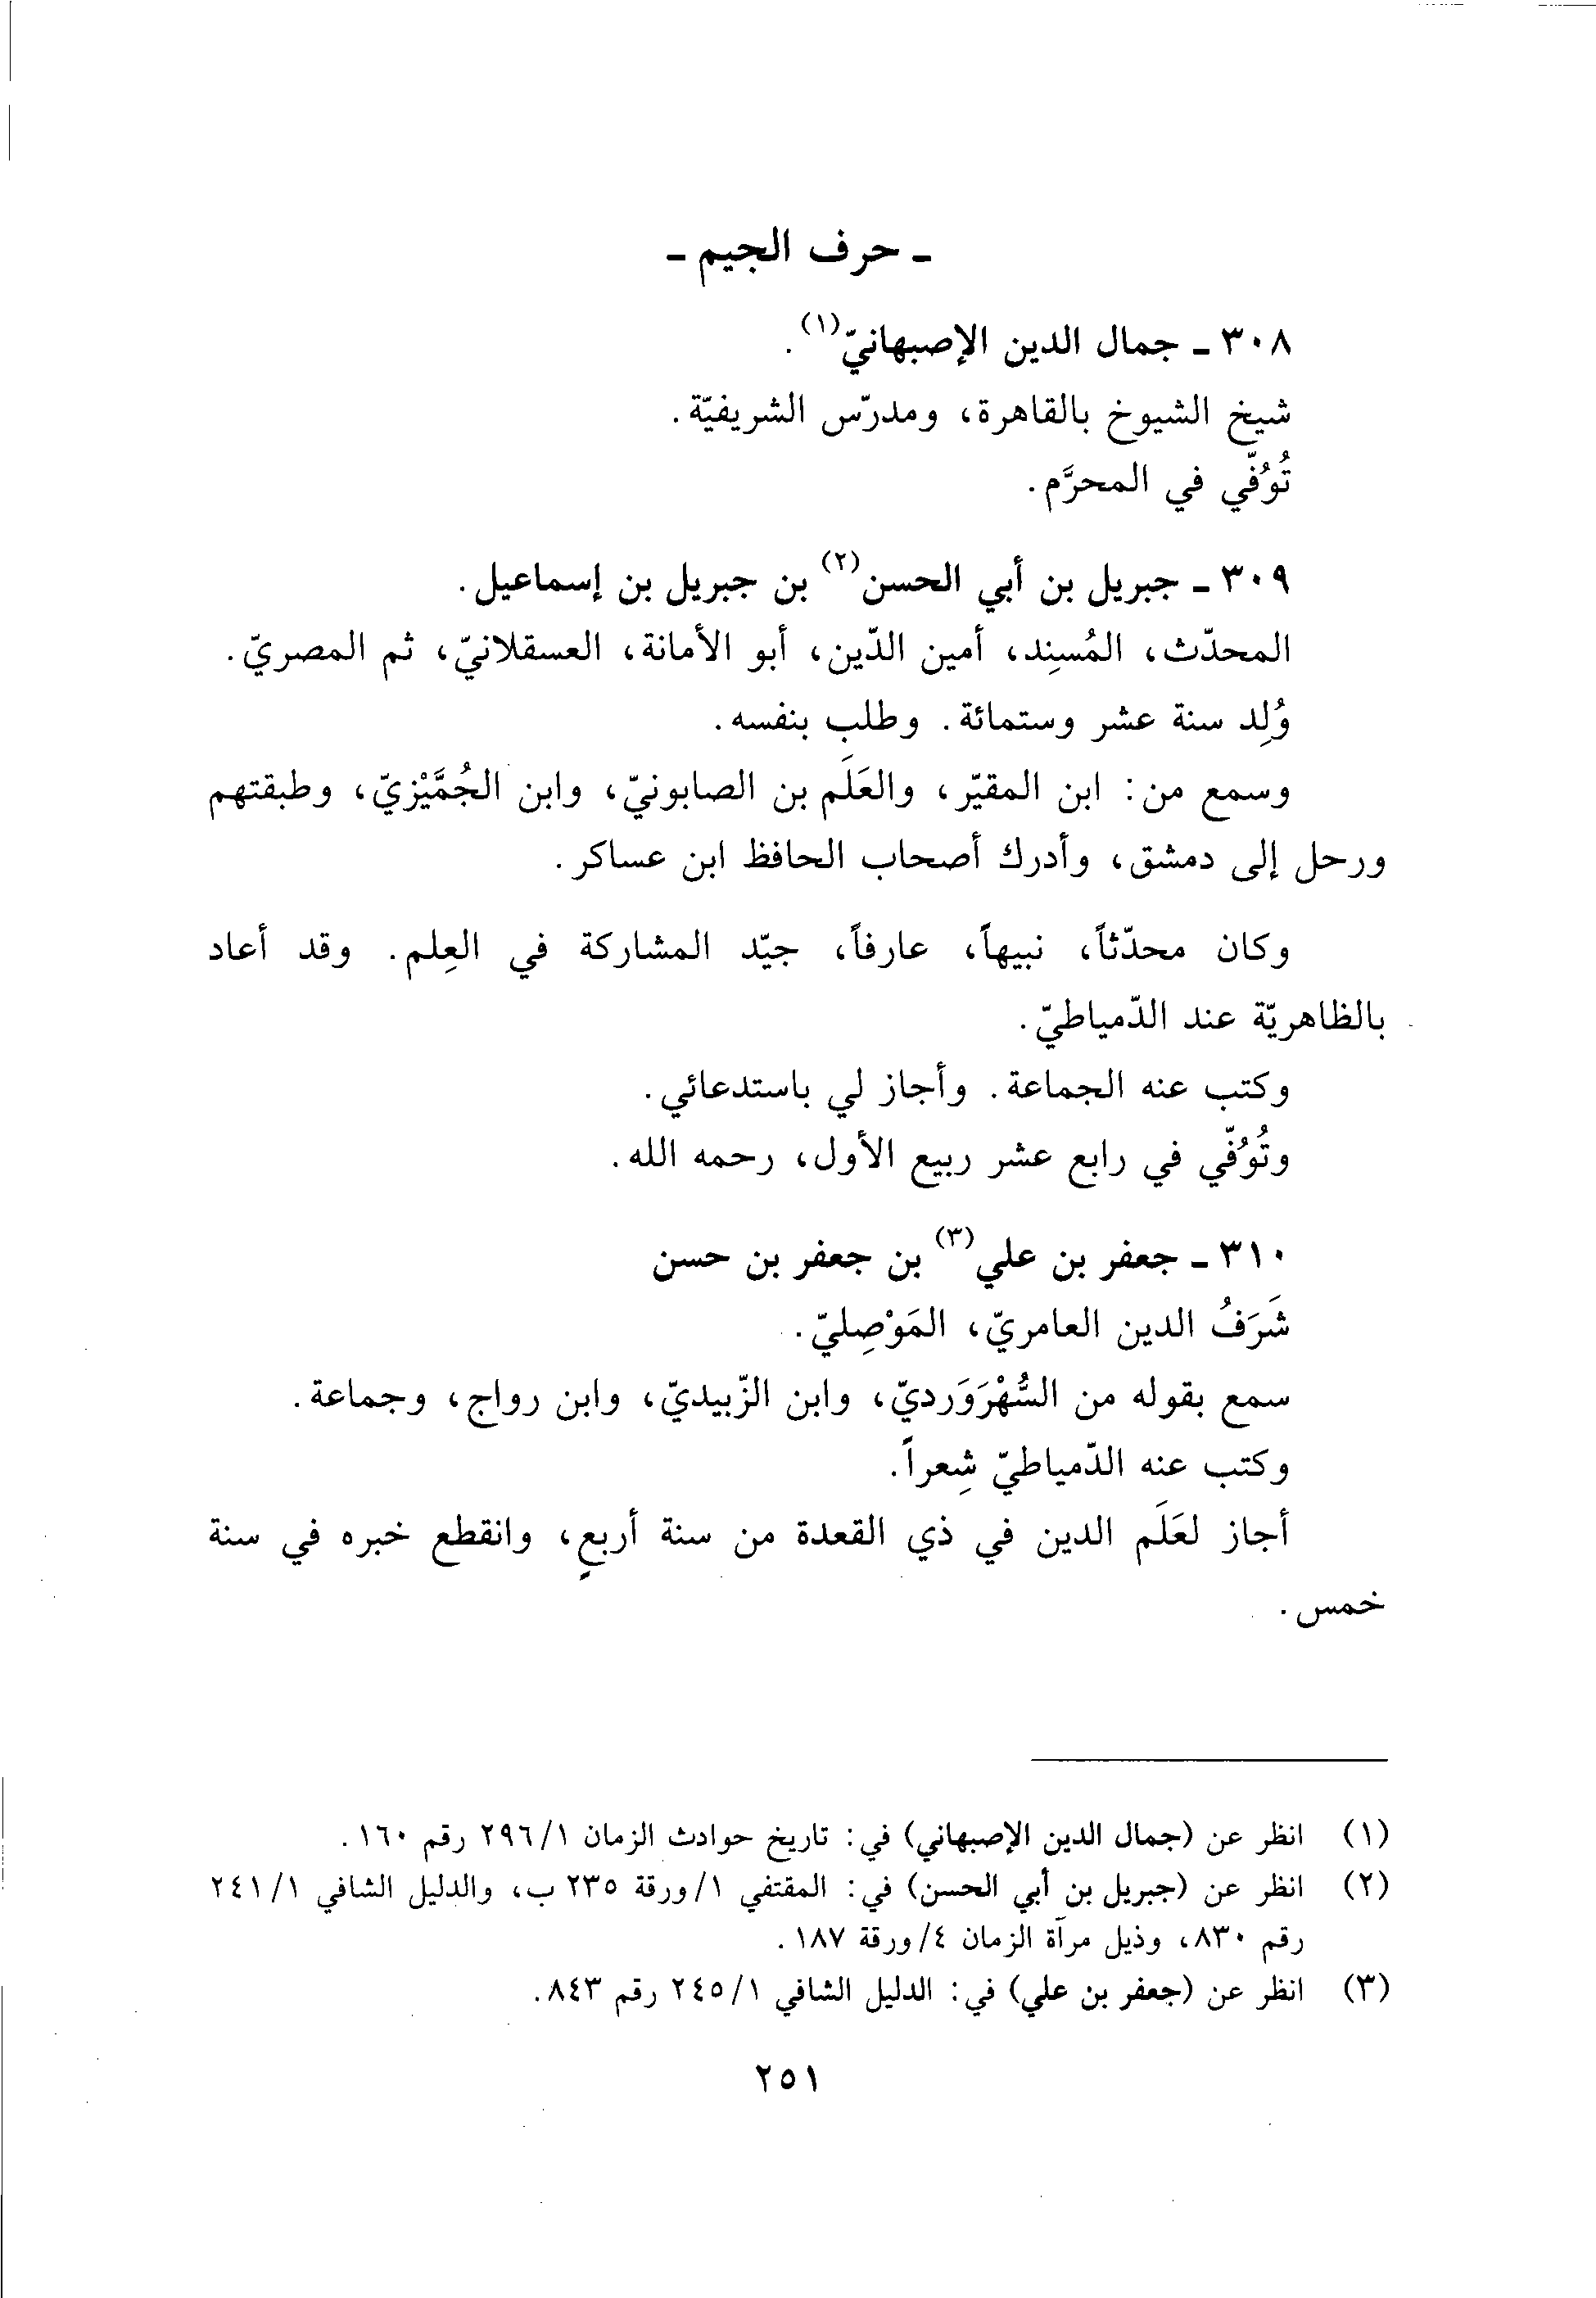 ـ حرف الجيم ـ
٣٠٨ ـ جمال الدين الإصبهانيّ(١).
شيخ الشيوخ بالقاهرة، ومدرّس الشريفيّة.
تُوُفّي في المحرَّم.
٣٠٩ ـ جبريل بن أبي الحسن(٢) بن جبريل بن إسماعيل.
المحدّث، المُسنِد، أمين الدّين، أبو الأمانة، العسقلانيّ، ثم المصريّ.
وُلِد سنة عشر وستمائة. وطلب بنفسه.
وسمع من: ابن المقيّر، والعَلَم بن الصابونيّ، وابن الجُمَّيْزيّ، وطبقتهم
ورحل إلى دمشق، وأدرك أصحاب الحافظ ابن عساكر.
وكان محدّثاً، نبيهاً، عارفاً، جيّد المشاركة في العِلم. وقد أعاد
بالظاهريّة عند الدّمياطيّ.
وكتب عنه الجماعة. وأجاز لي باستدعائي.
وتُوُفّي في رابع عشر ربيع الأول، رحمه الله.
٣١٠ ـ جعفر بن علي(٣) بن جعفر بن حسن
شَرَفُ الدين العامريّ، المَوْصِليّ.
سمع بقوله من السُّهْرَوَرديّ، وابن الزّبيديّ، وابن رواج، وجماعة.
وكتب عنه الدّمياطيّ شِعراً.
أجاز لعَلَم الدين في ذي القعدة من سنة أربعٍ، وانقطع خبره في سنة
خمس.
(١) انظر عن (جمال الدين الإصبهاني) في: تاريخ حوادث الزمان ٢٩٦/١ رقم ١٦٠.
(٢) انظر عن (جبريل بن أبي الحسن) في: المقتفي ١/ورقة ٢٣٥ ب، والدليل الشافي ٢٤١/١
رقم ٨٣٠، وذيل مرآة الزمان ٤/ورقة ١٨٧.
(٣) انظر عن (جعفر بن علي) في: الدليل الشافي ٢٤٥/١ رقم ٨٤٣.
٢٥١